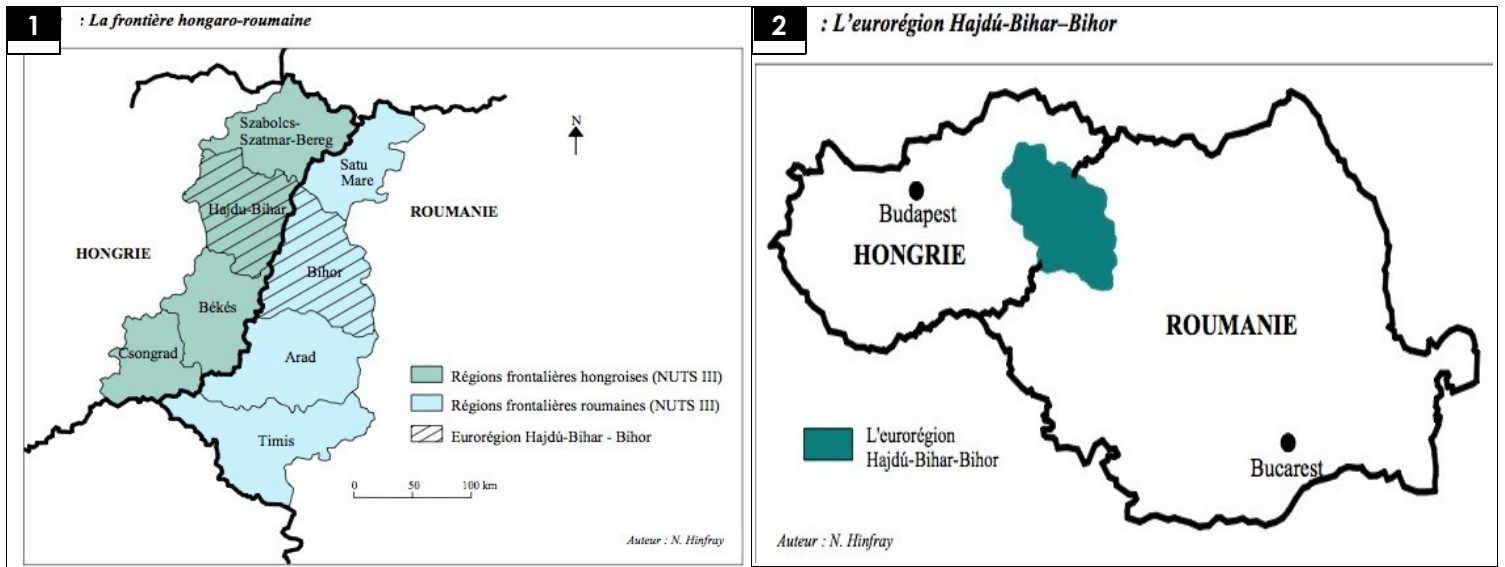 1
: La frontière hongaro-roumaine
N
Szabolcs-
Szatmar-Bereg
Satu
Mare
Hajdu-Bihar
ROUMANIE
HONGRIE
Bihor
Békés
Csongrad
Arad
Timis
Régions frontalières hongroises (NUTS III)
Régions frontalières roumaines (NUTS III)
Eurorégion Hajdú-Bihar - Bihor
0 50 100 km
Auteur : N. Hinfray
2
: L'eurorégion Hajdú-Bihar–Bihor
Budapest
HONGRIE
ROUMANIE
L'eurorégion
Hajdú-Bihar-Bihor
Bucarest
Auteur : N. Hinfray